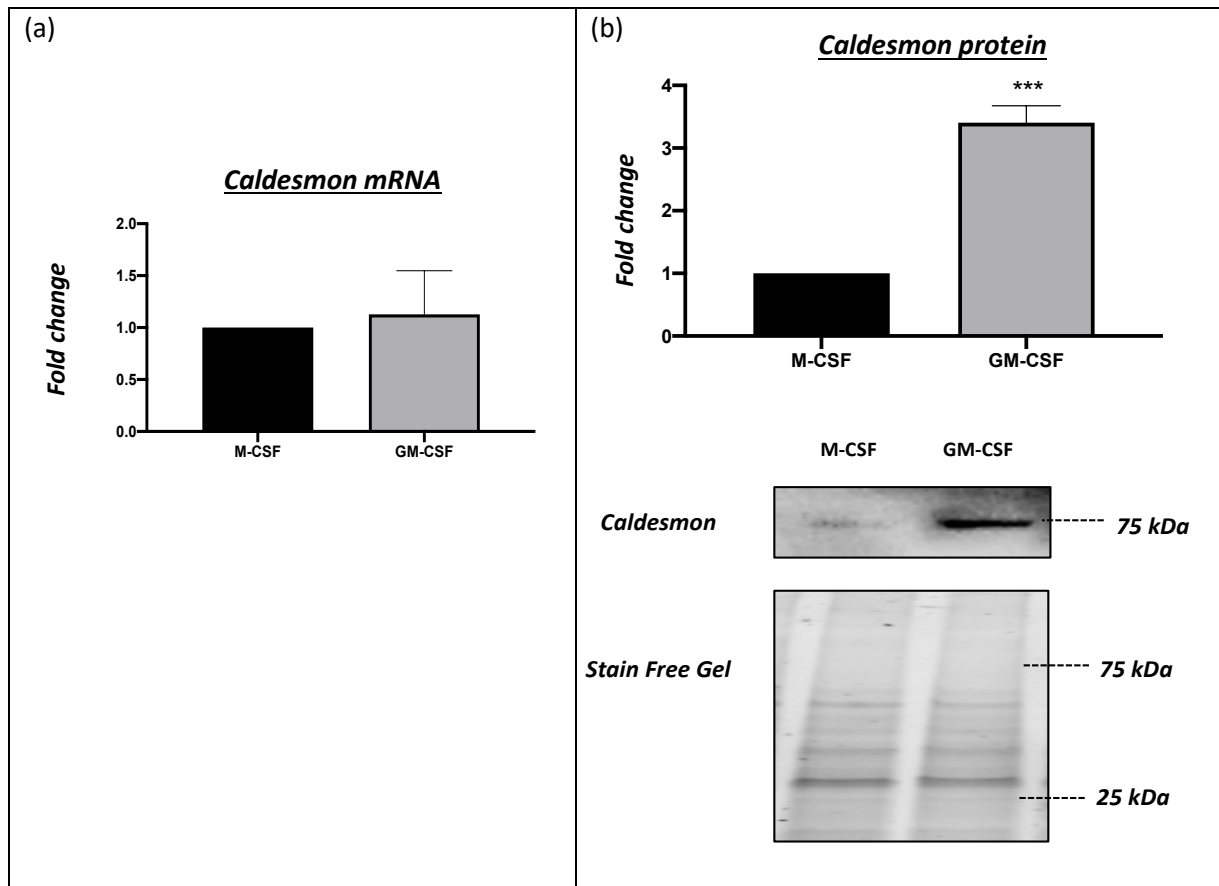 (a)
Caldesmon mRNA
Fold change
2.0
1.5
1.0
0.5
0.0
M-CSF GM-CSF
(b)
Caldesmon protein
Fold change
***
4
3
2
1
0
M-CSF GM-CSF
M-CSF GM-CSF
Caldesmon 75 kDa
Stain Free Gel 75 kDa
25 kDa